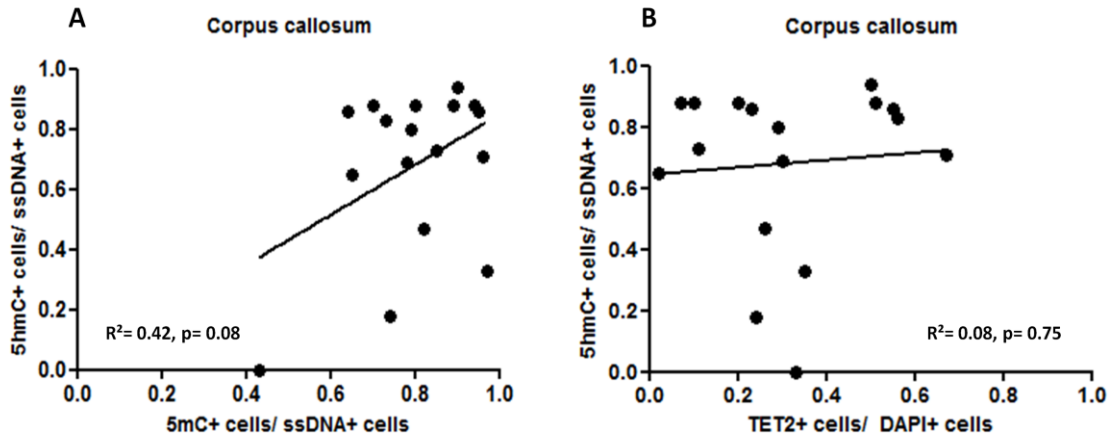 A
Corpus callosum
5hmC+ cells/ ssDNA+ cells
1.0
0.8
0.6
0.4
0.2
0.0
R²= 0.42, p= 0.08
0.0 0.2 0.4 0.6 0.8 1.0
5mC+ cells/ ssDNA+ cells
B
Corpus callosum
5hmC+ cells/ ssDNA+ cells
1.0
0.8
0.6
0.4
0.2
0.0
R²= 0.08, p= 0.75
0.0 0.2 0.4 0.6 0.8 1.0
TET2+ cells/ DAPI+ cells